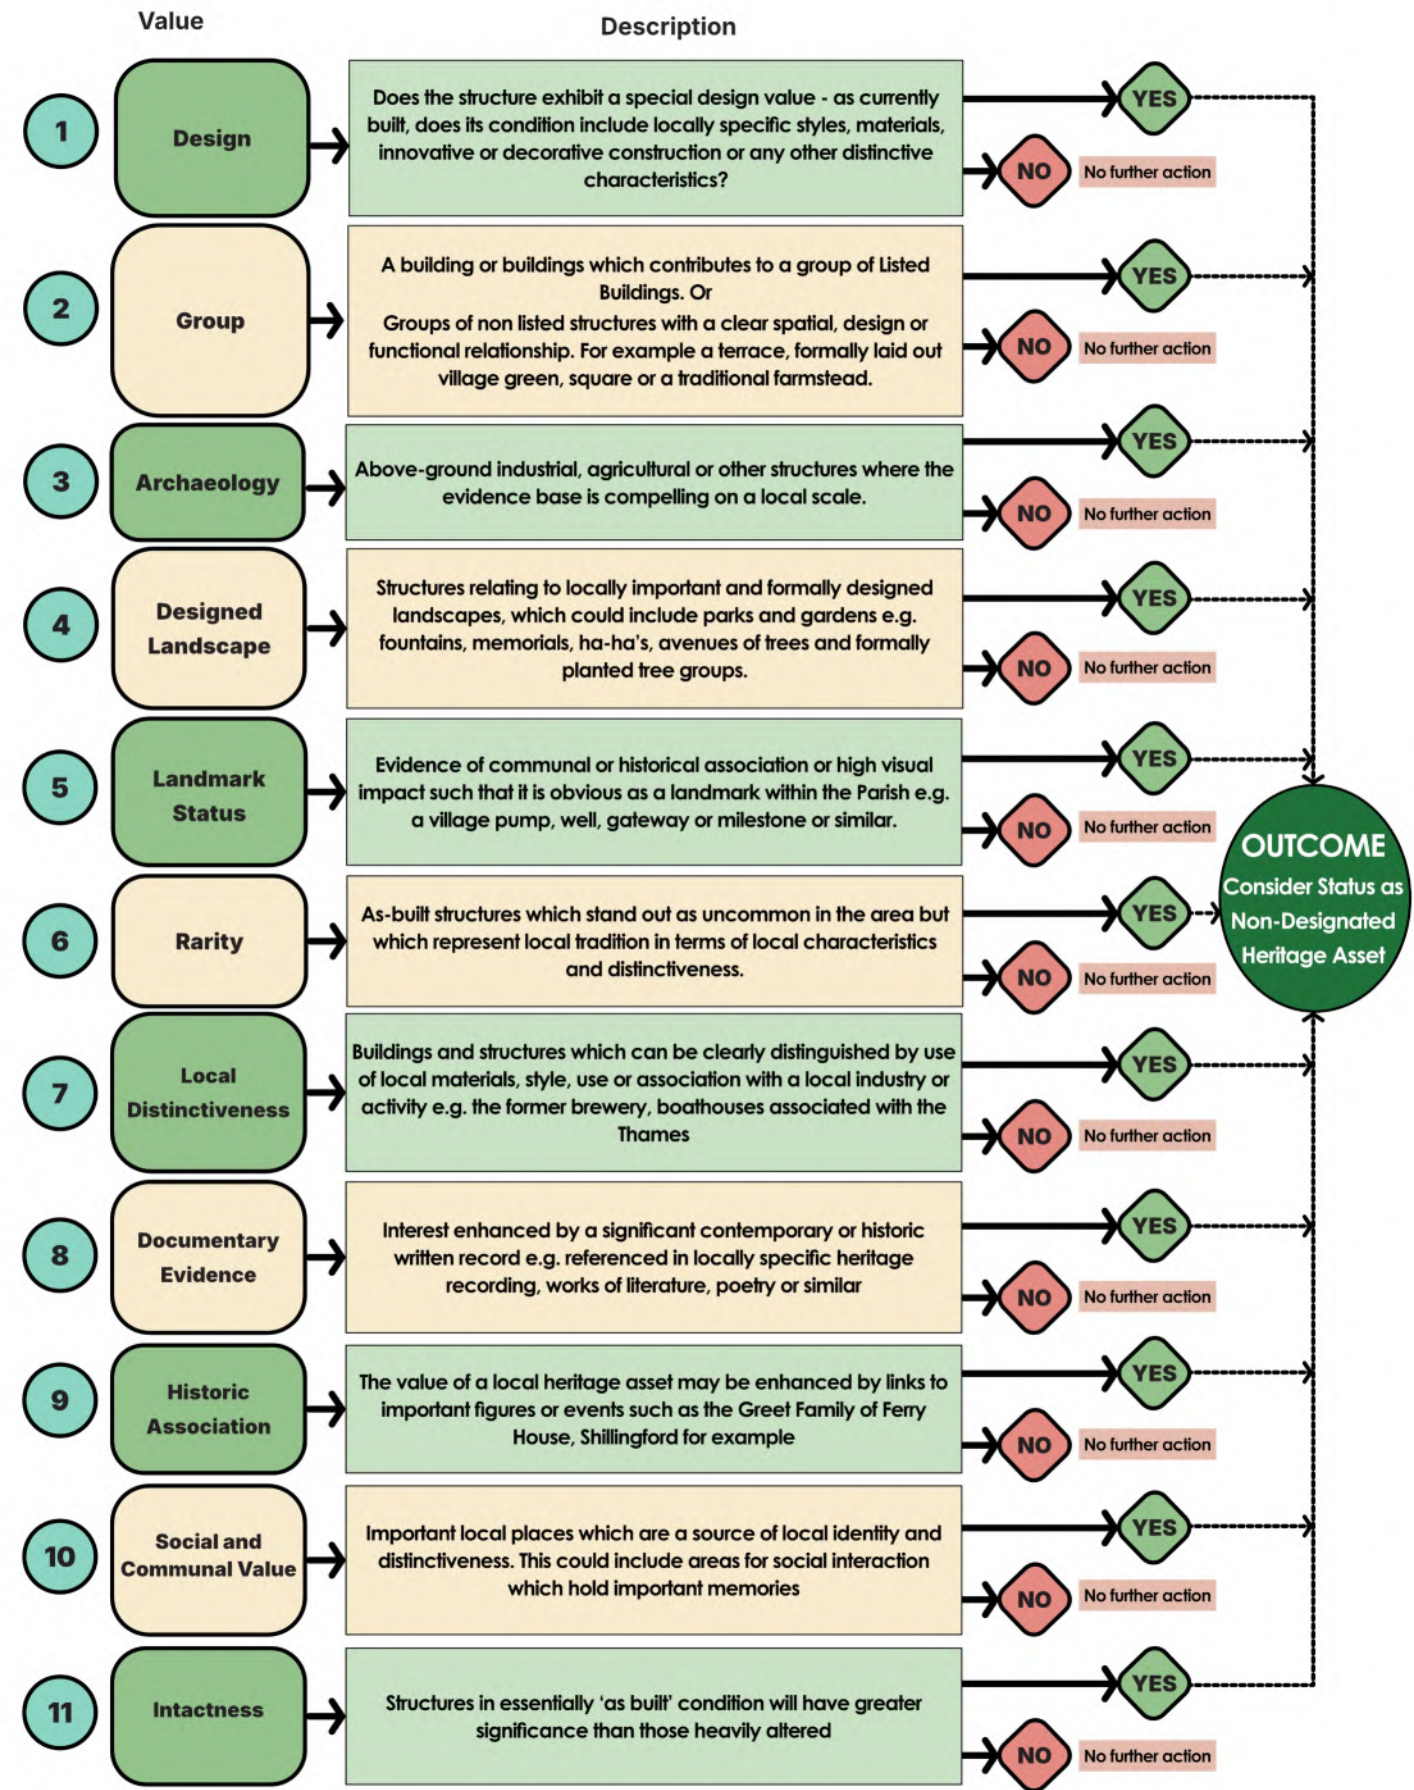 Value
Description
1
Design
Does the structure exhibit a special design value - as currently
built, does its condition include locally specific styles, materials,
innovative or decorative construction or any other distinctive
characteristics?
YES
NO
No further action
2
Group
A building or buildings which contributes to a group of Listed
Buildings. Or
Groups of non listed structures with a clear spatial, design or
functional relationship. For example a terrace, formally laid out
village green, square or a traditional farmstead.
YES
NO
No further action
3
Archaeology
Above-ground industrial, agricultural or other structures where the
evidence base is compelling on a local scale.
YES
NO
No further action
4
Designed
Landscape
Structures relating to locally important and formally designed
landscapes, which could include parks and gardens e.g.
fountains, memorials, ha-ha's, avenues of trees and formally
planted tree groups.
YES
NO
No further action
5
Landmark
Status
Evidence of communal or historical association or high visual
impact such that it is obvious as a landmark within the Parish e.g.
a village pump, well, gateway or milestone or similar.
YES
NO
No further action
OUTCOME
Consider Status as
Non-Designated
Heritage Asset
6
Rarity
As-built structures which stand out as uncommon in the area but
which represent local tradition in terms of local characteristics
and distinctiveness.
YES
NO
No further action
7
Local
Distinctiveness
Buildings and structures which can be clearly distinguished by use
of local materials, style, use or association with a local industry or
activity e.g. the former brewery, boathouses associated with the
Thames
YES
NO
No further action
8
Documentary
Evidence
Interest enhanced by a significant contemporary or historic
written record e.g. referenced in locally specific heritage
recording, works of literature, poetry or similar
YES
NO
No further action
9
Historic
Association
The value of a local heritage asset may be enhanced by links to
important figures or events such as the Greet Family of Ferry
House, Shillingford for example
YES
NO
No further action
10
Social and
Communal Value
Important local places which are a source of local identity and
distinctiveness. This could include areas for social interaction
which hold important memories
YES
NO
No further action
11
Intactness
Structures in essentially 'as built' condition will have greater
significance than those heavily altered
YES
NO
No further action